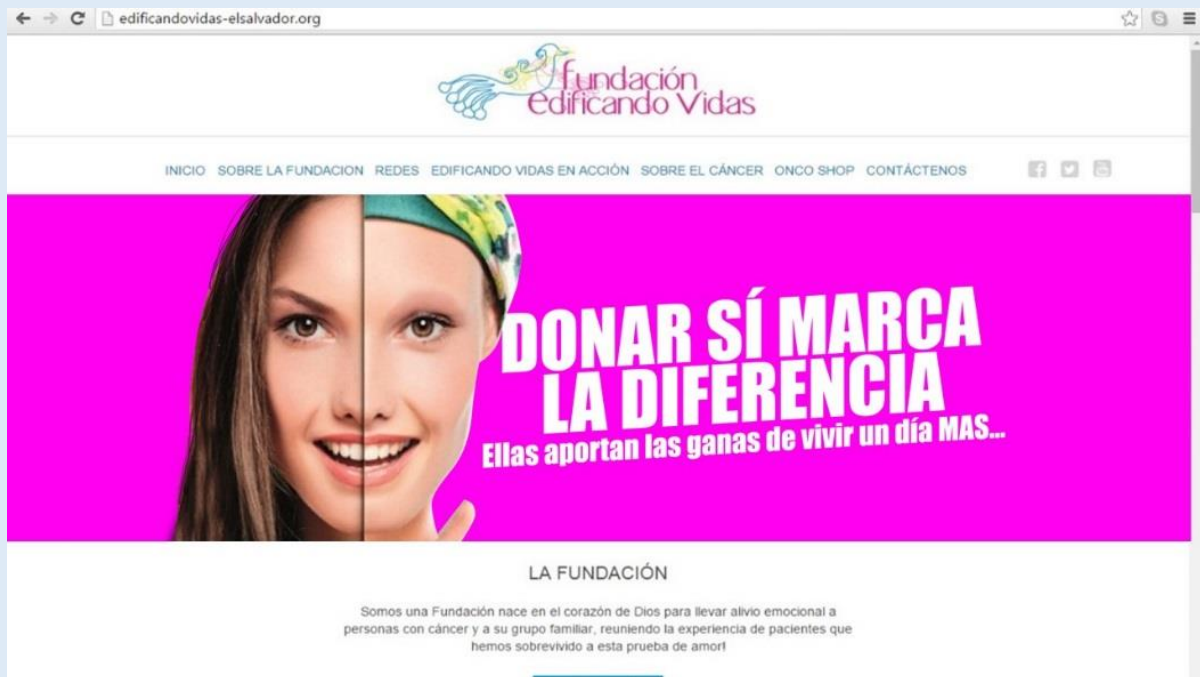 edificandovidas-elsalvador.org
fundación
edificando Vidas
INICIO SOBRE LA FUNDACION REDES EDIFICANDO VIDAS EN ACCIÓN SOBRE EL CÁNCER ONCO SHOP CONTÁCTENOS
DONAR SÍ MARCA
LA DIFERENCIA
Ellas aportan las ganas de vivir un día MAS...
LA FUNDACIÓN
Somos una Fundación nace en el corazón de Dios para llevar alivio emocional a
personas con cáncer y a su grupo familiar, reuniendo la experiencia de pacientes que
hemos sobrevivido a esta prueba de amor!